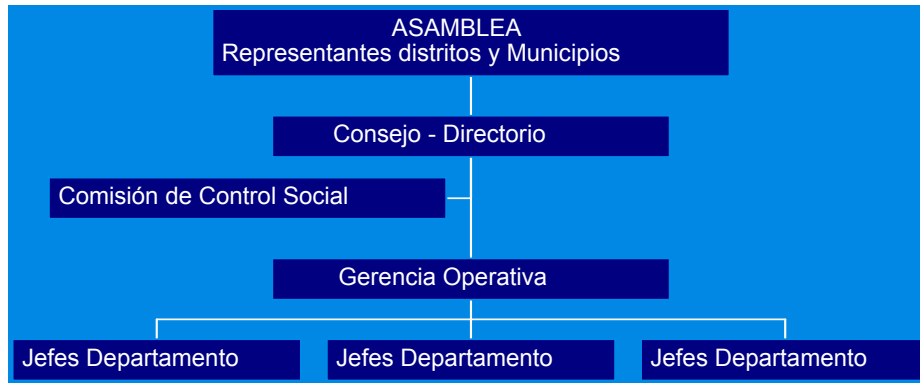 ASAMBLEA
Representantes distritos y Municipios
Consejo - Directorio
Comisión de Control Social
Gerencia Operativa
Jefes Departamento
Jefes Departamento
Jefes Departamento